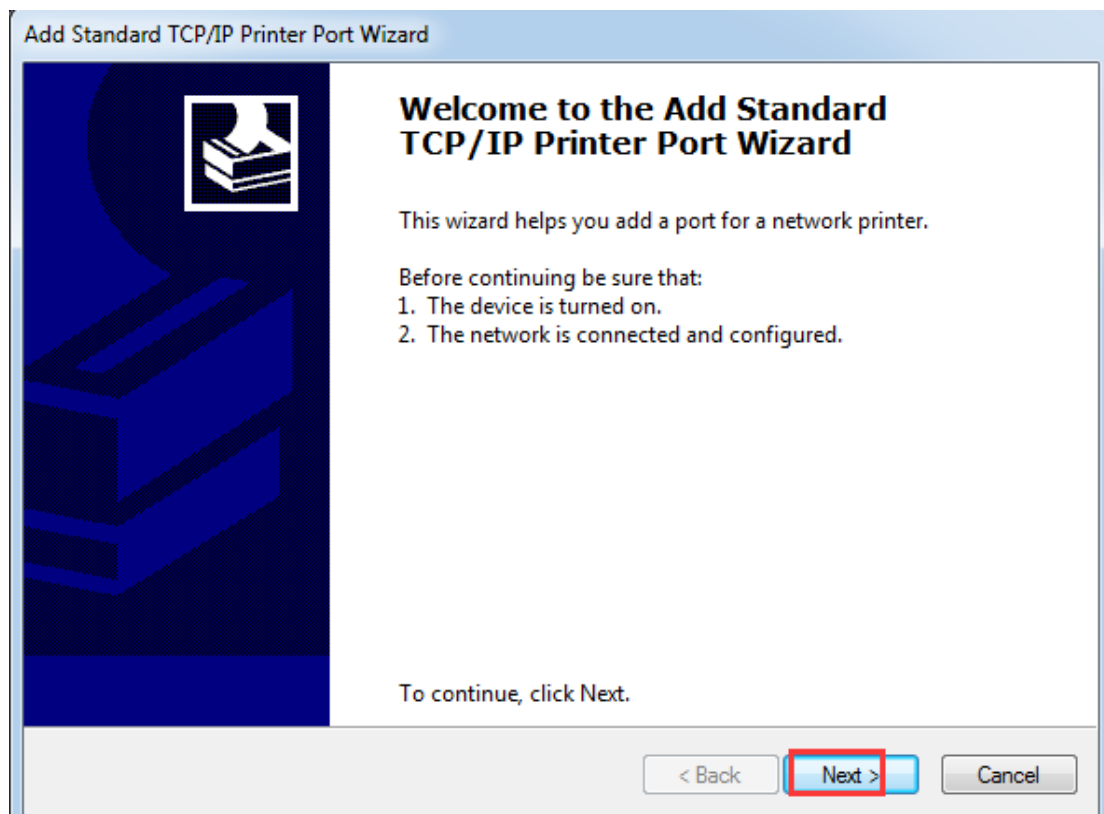 Add Standard TCP/IP Printer Port Wizard
Welcome to the Add Standard
TCP/IP Printer Port Wizard
This wizard helps you add a port for a network printer.
Before continuing be sure that:
1. The device is turned on.
2. The network is connected and configured.
To continue, click Next.
< Back Next > Cancel